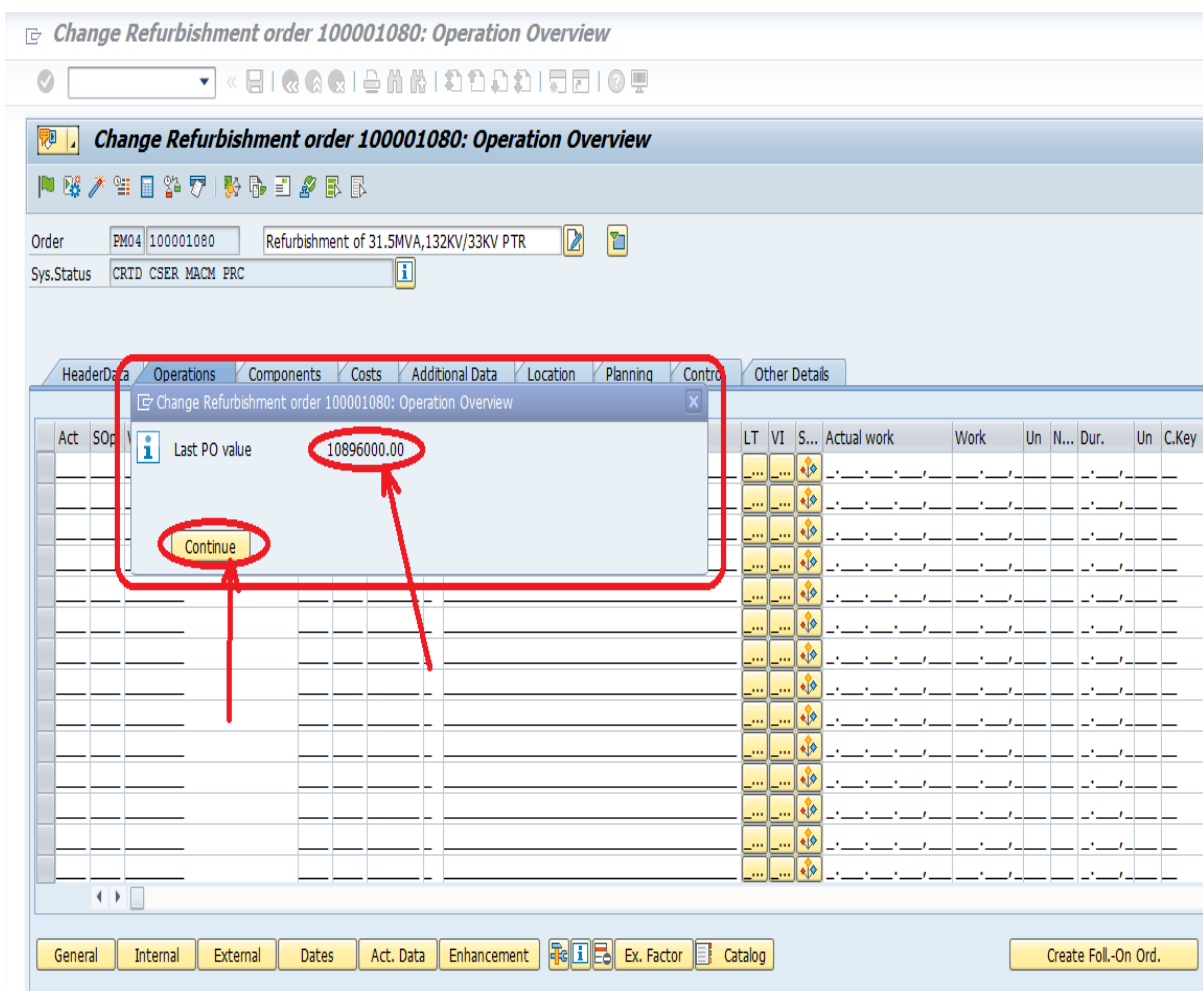 Change Refurbishment order 100001080: Operation Overview
Change Refurbishment order 100001080: Operation Overview
Order PM04 100001080 Refurbishment of 31.5MVA,132KV/33KV PTR
Sys.Status CRTD CSER MACM PRC
HeaderData Operations Components Costs Additional Data Location Planning Control Other Details
Change Refurbishment order 100001080: Operation Overview
Act SOp LT VI S... Actual work Work Un N... Dur. Un C.Key
Last PO value 10896000.00
Continue
General Internal External Dates Act. Data Enhancement Ex. Factor Catalog Create Foll.-On Ord.